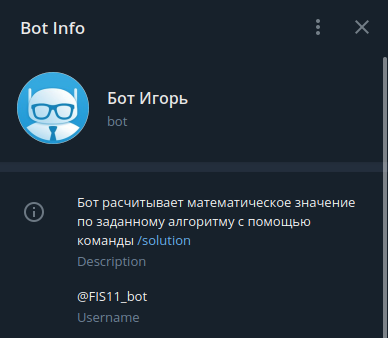 Bot Info
Бот Игорь
bot
Бот расчитывает математическое значение
по заданному алгоритму с помощью
команды /solution
Description
@FIS11_bot
Username